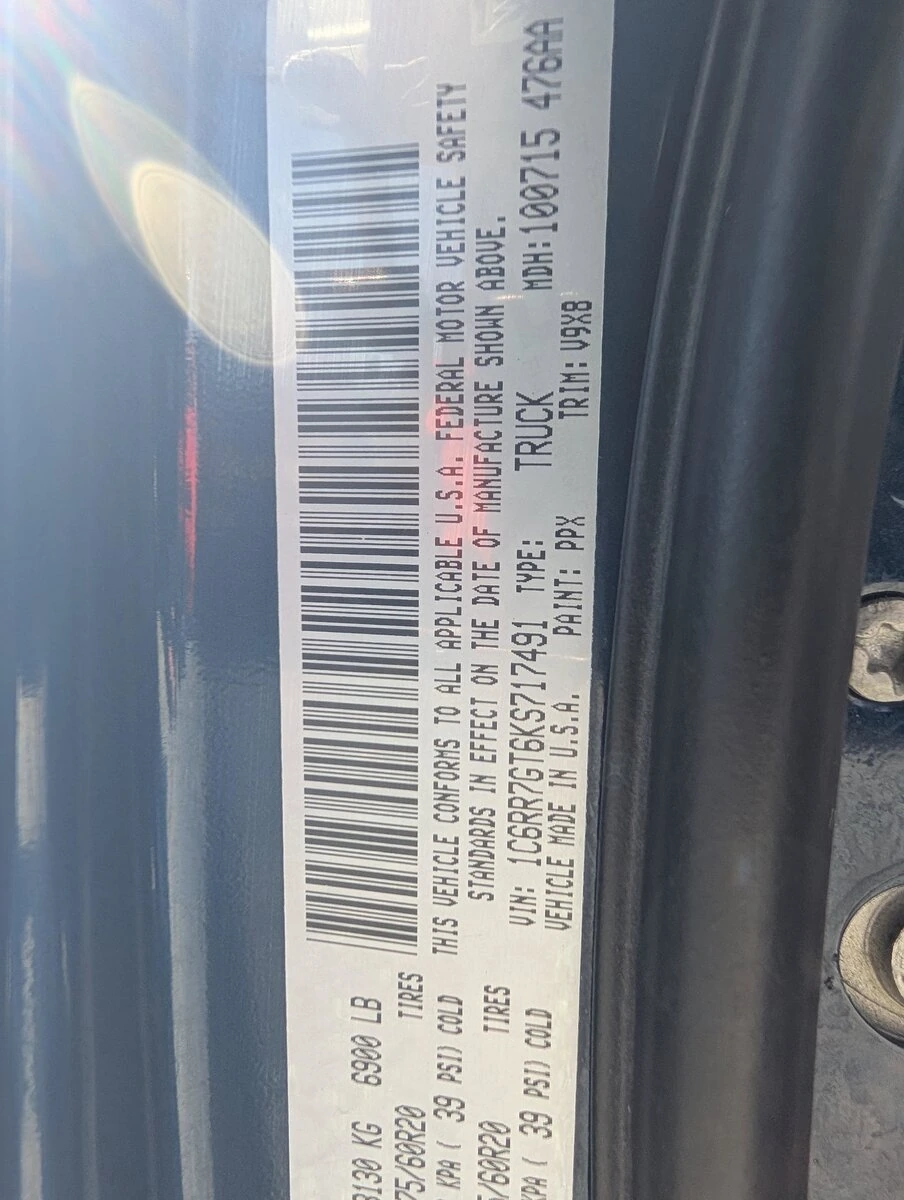 3130 KG 6900 LB
75/60R20 TIRES
KPA ( 39 PSI) COLD
5/60R20 TIRES
KPA ( 39 PSI) COLD
THIS VEHICLE CONFORMS TO ALL APPLICABLE U.S.A. FEDERAL MOTOR VEHICLE SAFETY
STANDARDS IN EFFECT ON THE DATE OF MANUFACTURE SHOWN ABOVE.
VIN: 1C6RR7GT6KS717491 TYPE: TRUCK MDH:100715 476AA
VEHICLE MADE IN U.S.A. PAINT: PPX TRIM: V9X8